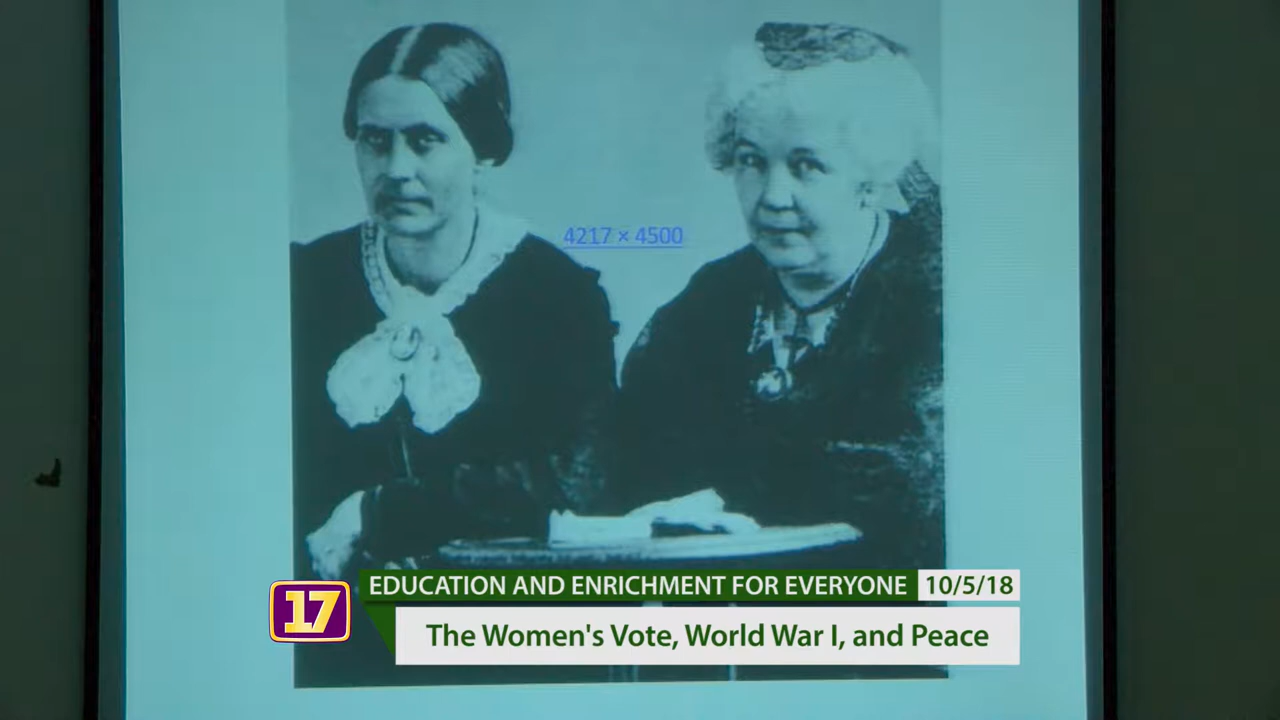 4217 × 4500
17
EDUCATION AND ENRICHMENT FOR EVERYONE 10/5/18
The Women's Vote, World War I, and Peace